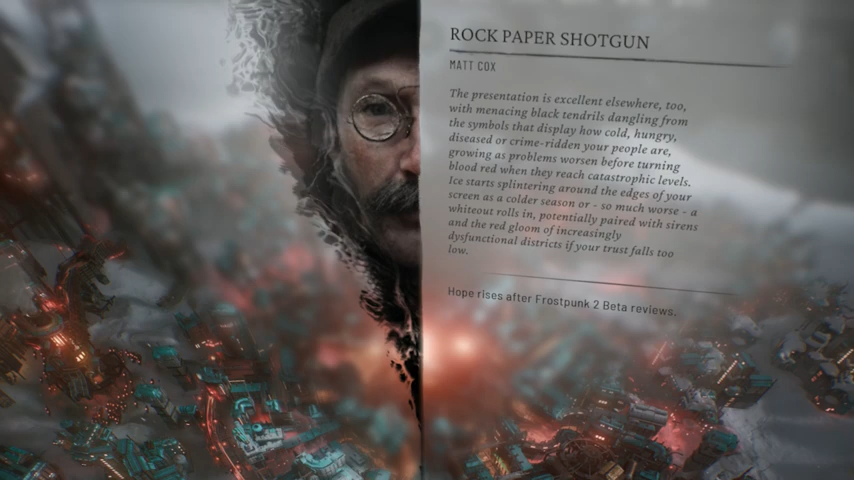 ROCK PAPER SHOTGUN
MATT COX
The presentation is excellent elsewhere, too,
with menacing black tendrils dangling from
the symbols that display how cold, hungry,
diseased or crime-ridden your people are,
growing as problems worsen before turning
blood red when they reach catastrophic levels.
Ice starts splintering around the edges of your
screen as a colder season or - so much worse - a
whiteout rolls in, potentially paired with sirens
and the red gloom of increasingly
dysfunctional districts if your trust falls too
low.
Hope rises after Frostpunk 2 Beta reviews.